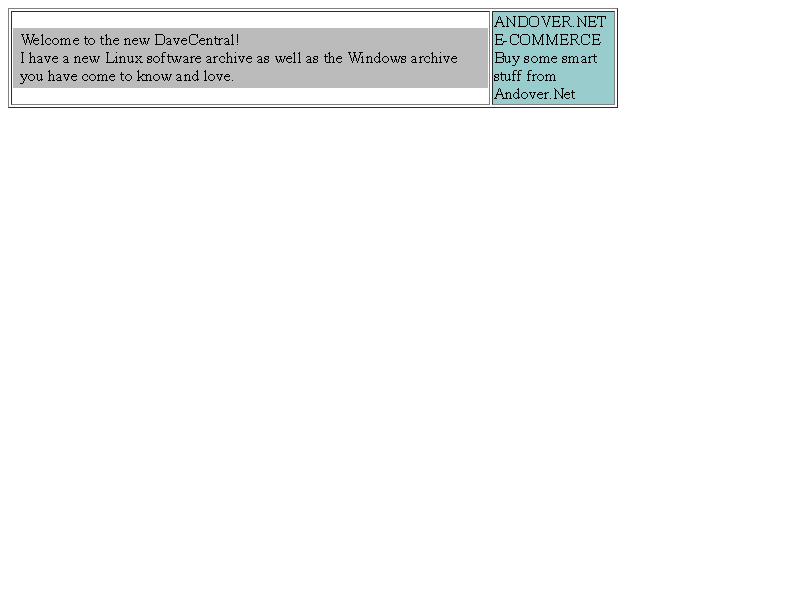 Welcome to the new DaveCentral!
I have a new Linux software archive as well as the Windows archive
you have come to know and love.
ANDOVER.NET
E-COMMERCE
Buy some smart
stuff from
Andover.Net